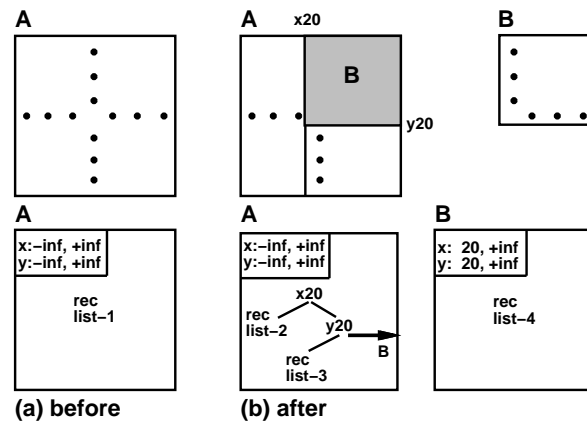 A
A
x20
B
B
y20
A
x:−inf, +inf
y:−inf, +inf
rec
list−1
A
x:−inf, +inf
y:−inf, +inf
x20
rec
list−2
y20
B
rec
list−3
B
x: 20, +inf
y: 20, +inf
rec
list−4
(a) before
(b) after